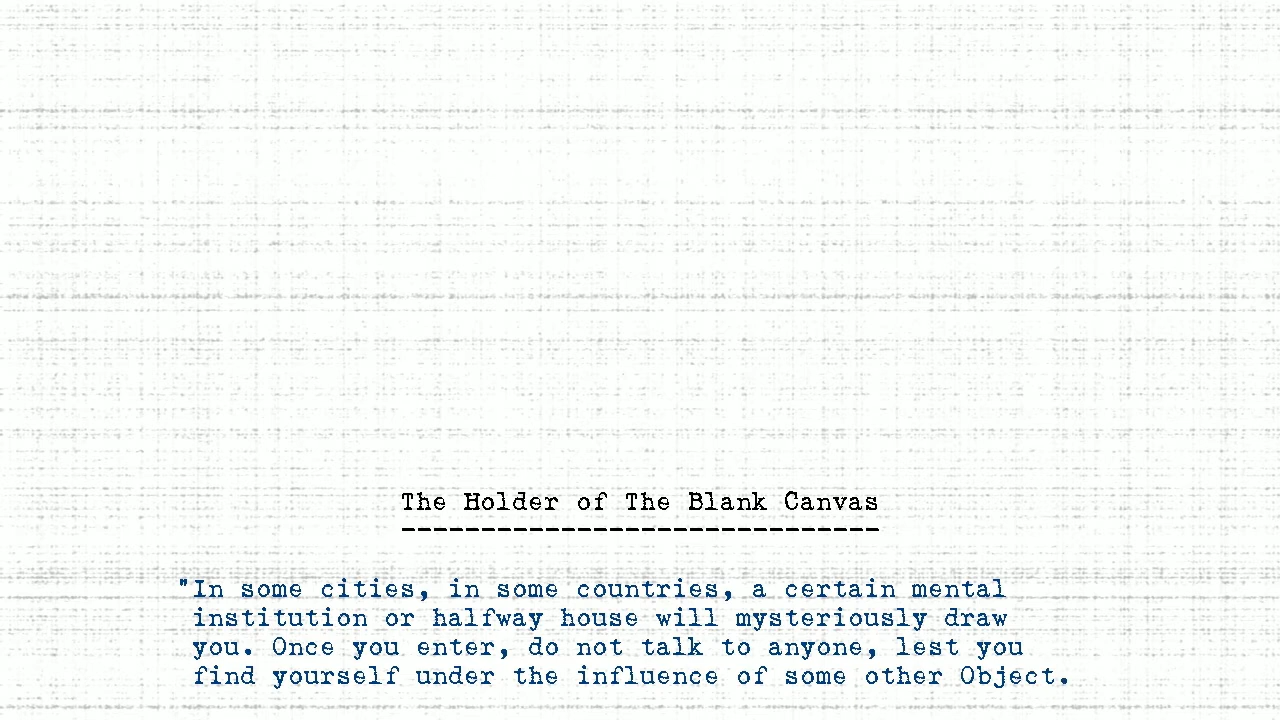 The Holder of The Blank Canvas
------------------------------
"In some cities, in some countries, a certain mental
institution or halfway house will mysteriously draw
you. Once you enter, do not talk to anyone, lest you
find yourself under the influence of some other Object.